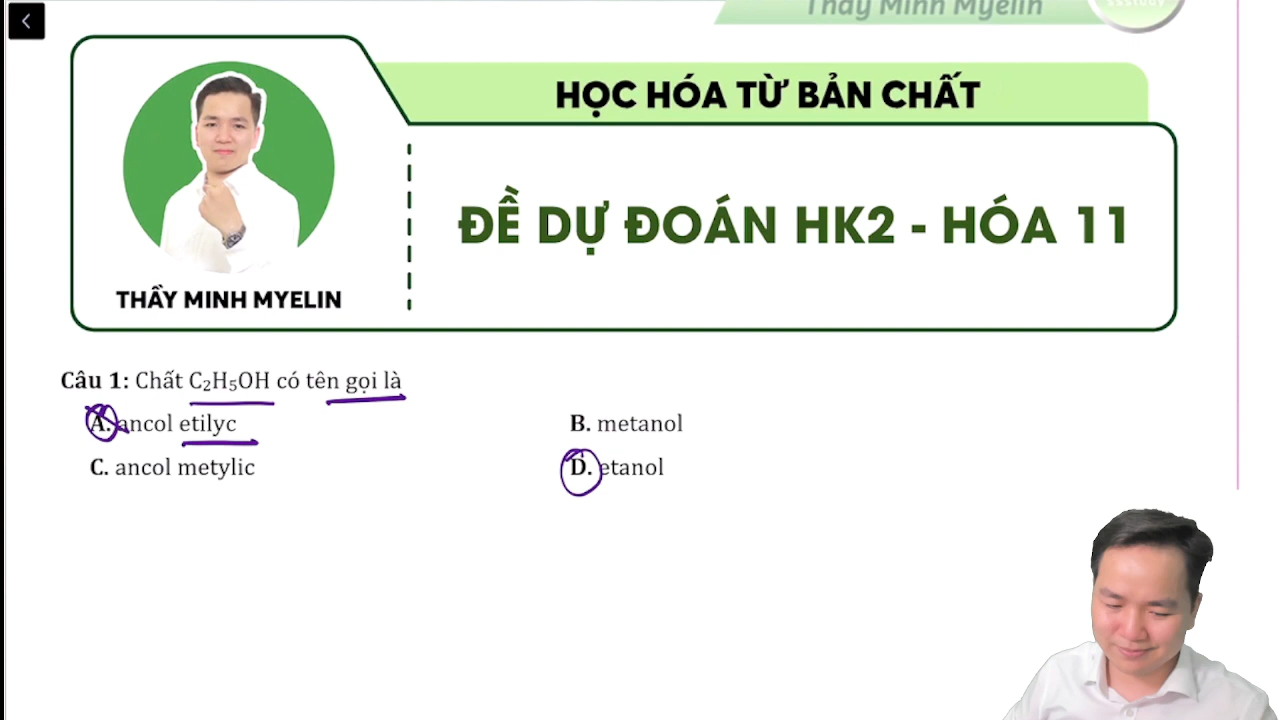 Thầy Minh Myelin
HỌC HÓA TỪ BẢN CHẤT
ĐỀ DỰ ĐOÁN HK2 - HÓA 11
THẦY MINH MYELIN
Câu 1: Chất C₂H₅OH có tên gọi là
A. ancol etilyc
B. metanol
C. ancol metylic
D. etanol